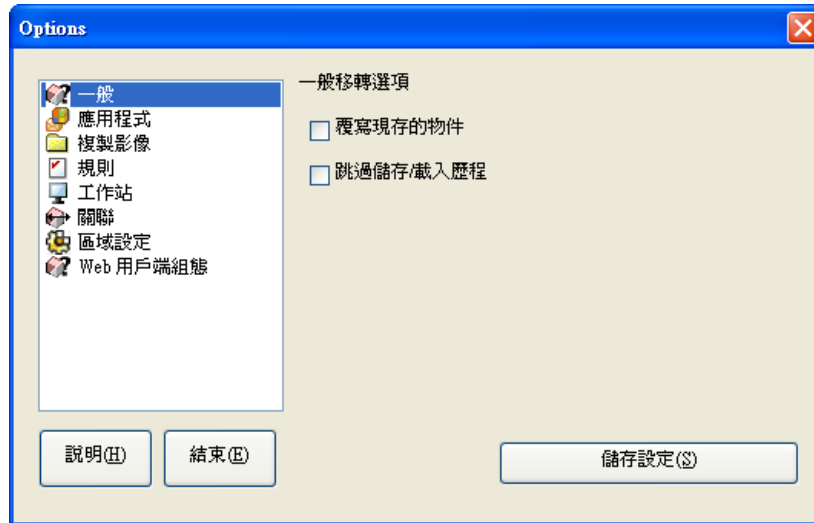 Options
一般
應用程式
複製影像
規則
工作站
關聯
區域設定
Web 用戶端組態
一般移轉選項
覆寫現存的物件
跳過儲存/載入歷程
說明(H)
結束(E)
儲存設定(S)